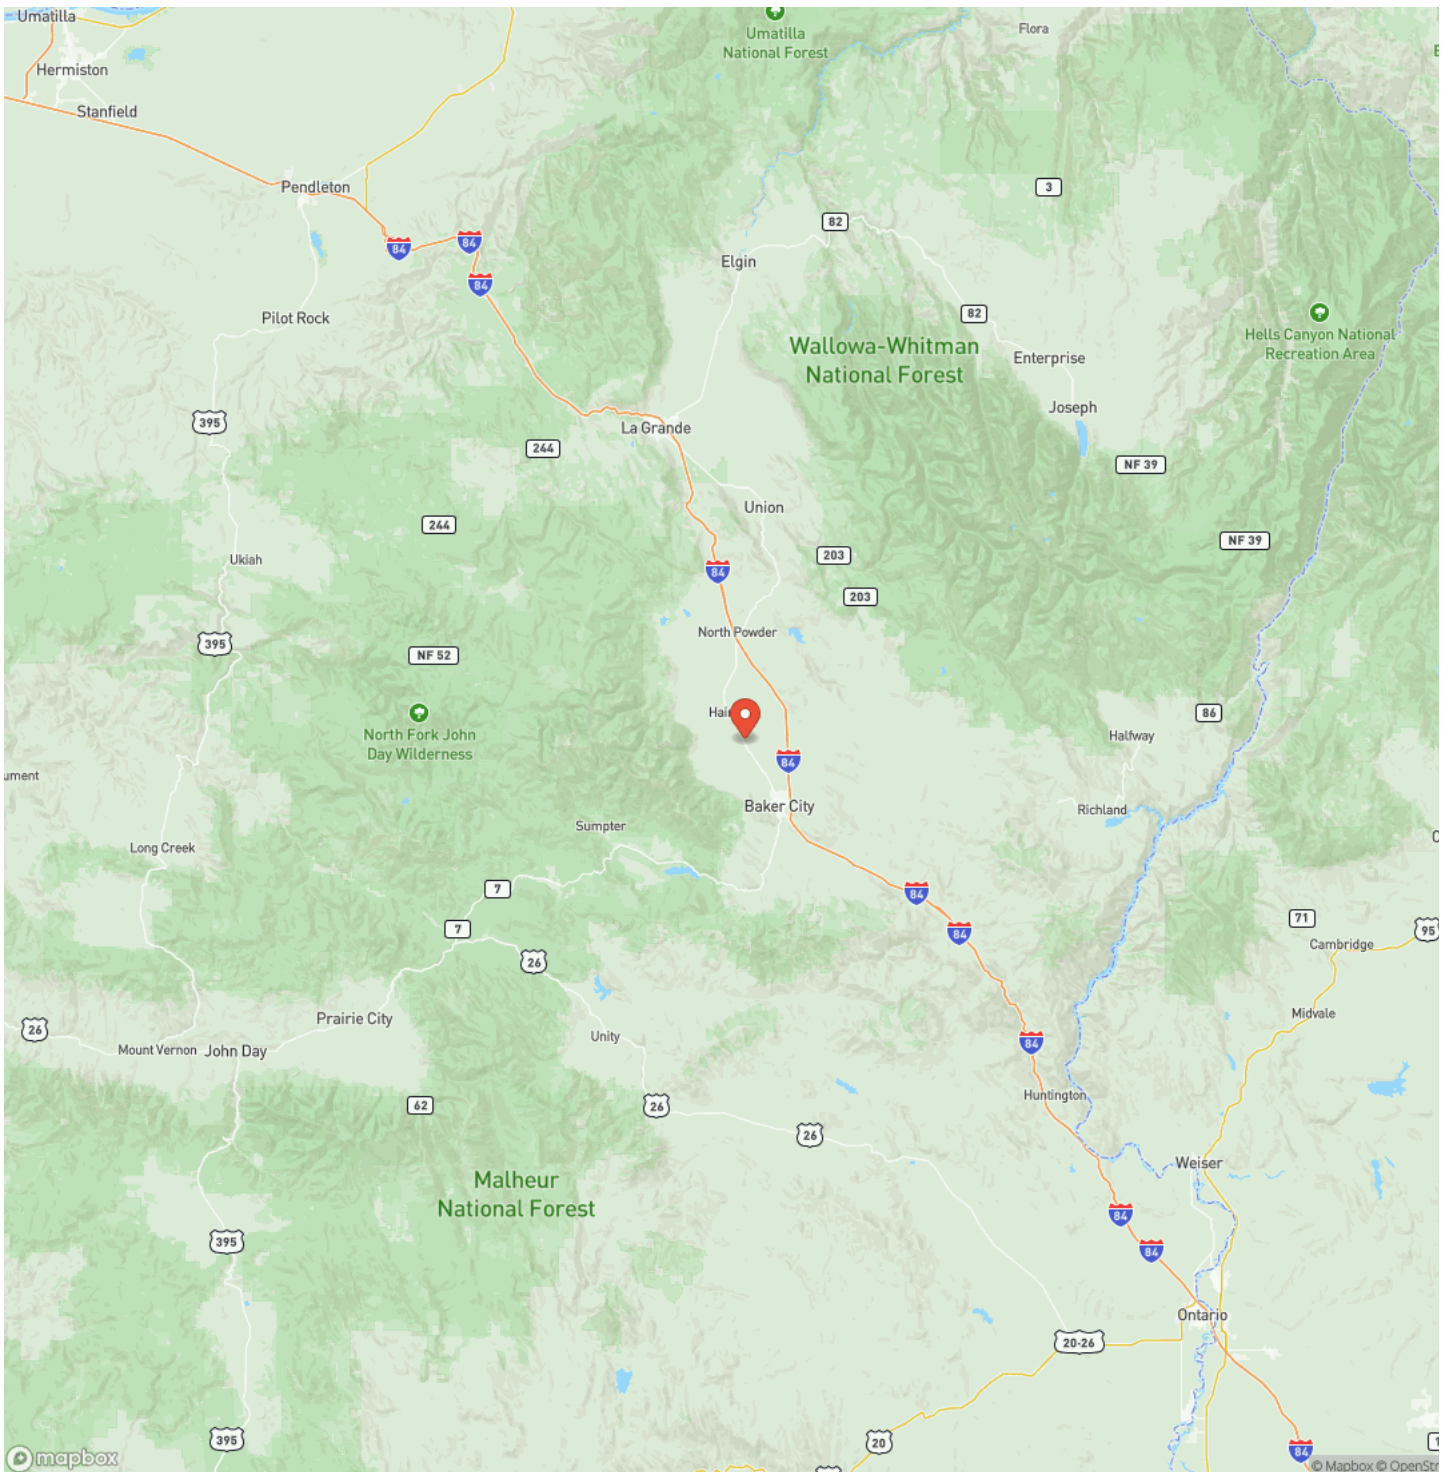 Umatilla
Umatilla
National Forest
Flora
Hermiston
Stanfield
Pendleton
3
82
84
84
84
Elgin
Pilot Rock
82
Hells Canyon National
Recreation Area
Wallowa-Whitman
National Forest
Enterprise
Joseph
395
La Grande
244
NF 39
Union
244
NF 39
Ukiah
203
84
203
395
North Powder
NF 52
86
North Fork John
Day Wilderness
Halfway
ument
84
Baker City
Richland
Sumpter
Long Creek
7
84
71
7
84
95
Cambridge
26
Prairie City
Midvale
26
Unity
84
Mount Vernon
John Day
Huntington
62
26
26
Weiser
Malheur
National Forest
84
395
84
Ontario
20-26
395
20
84
mapbox
© Mapbox © OpenStr